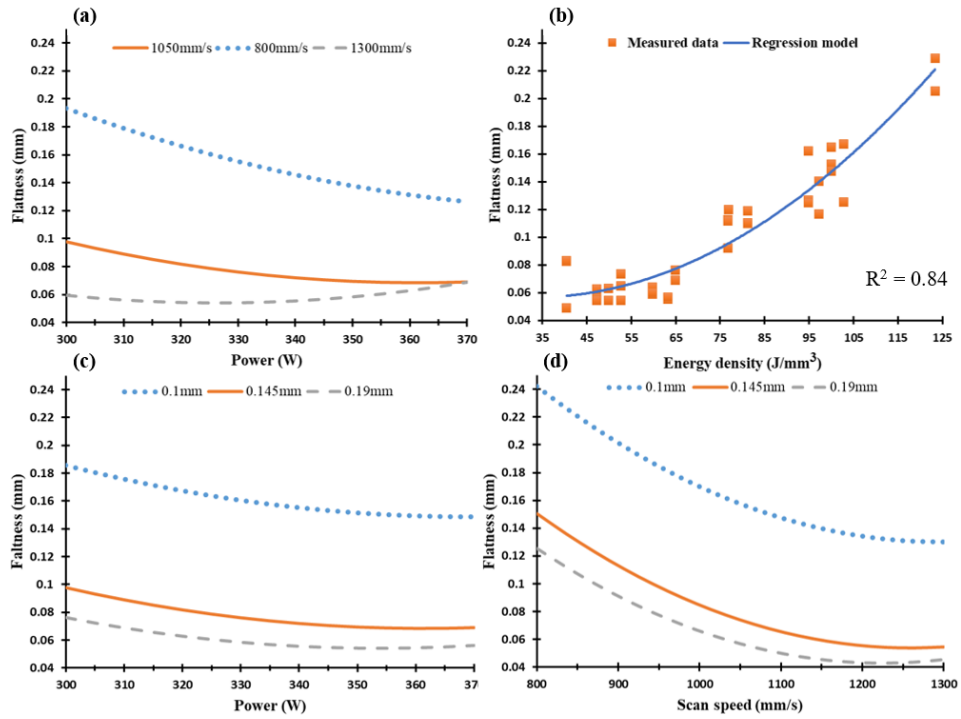 (a)
1050mm/s 800mm/s 1300mm/s
0.24
0.22
0.2
0.18
0.16
0.14
0.12
0.1
0.08
0.06
0.04
Flatness (mm)
300 310 320 330 340 350 360 370
Power (W)
(b)
Measured data Regression model
0.24
0.22
0.2
0.18
0.16
0.14
0.12
0.1
0.08
0.06
0.04
Flatness (mm)
R² = 0.84
35 45 55 65 75 85 95 105 115 125
Energy density (J/mm³)
(c)
0.1mm 0.145mm 0.19mm
0.24
0.22
0.2
0.18
0.16
0.14
0.12
0.1
0.08
0.06
0.04
Faltness (mm)
300 310 320 330 340 350 360 37
Power (W)
(d)
0.1mm 0.145mm 0.19mm
0.24
0.22
0.2
0.18
0.16
0.14
0.12
0.1
0.08
0.06
0.04
Flatness (mm)
800 900 1000 1100 1200 1300
Scan speed (mm/s)